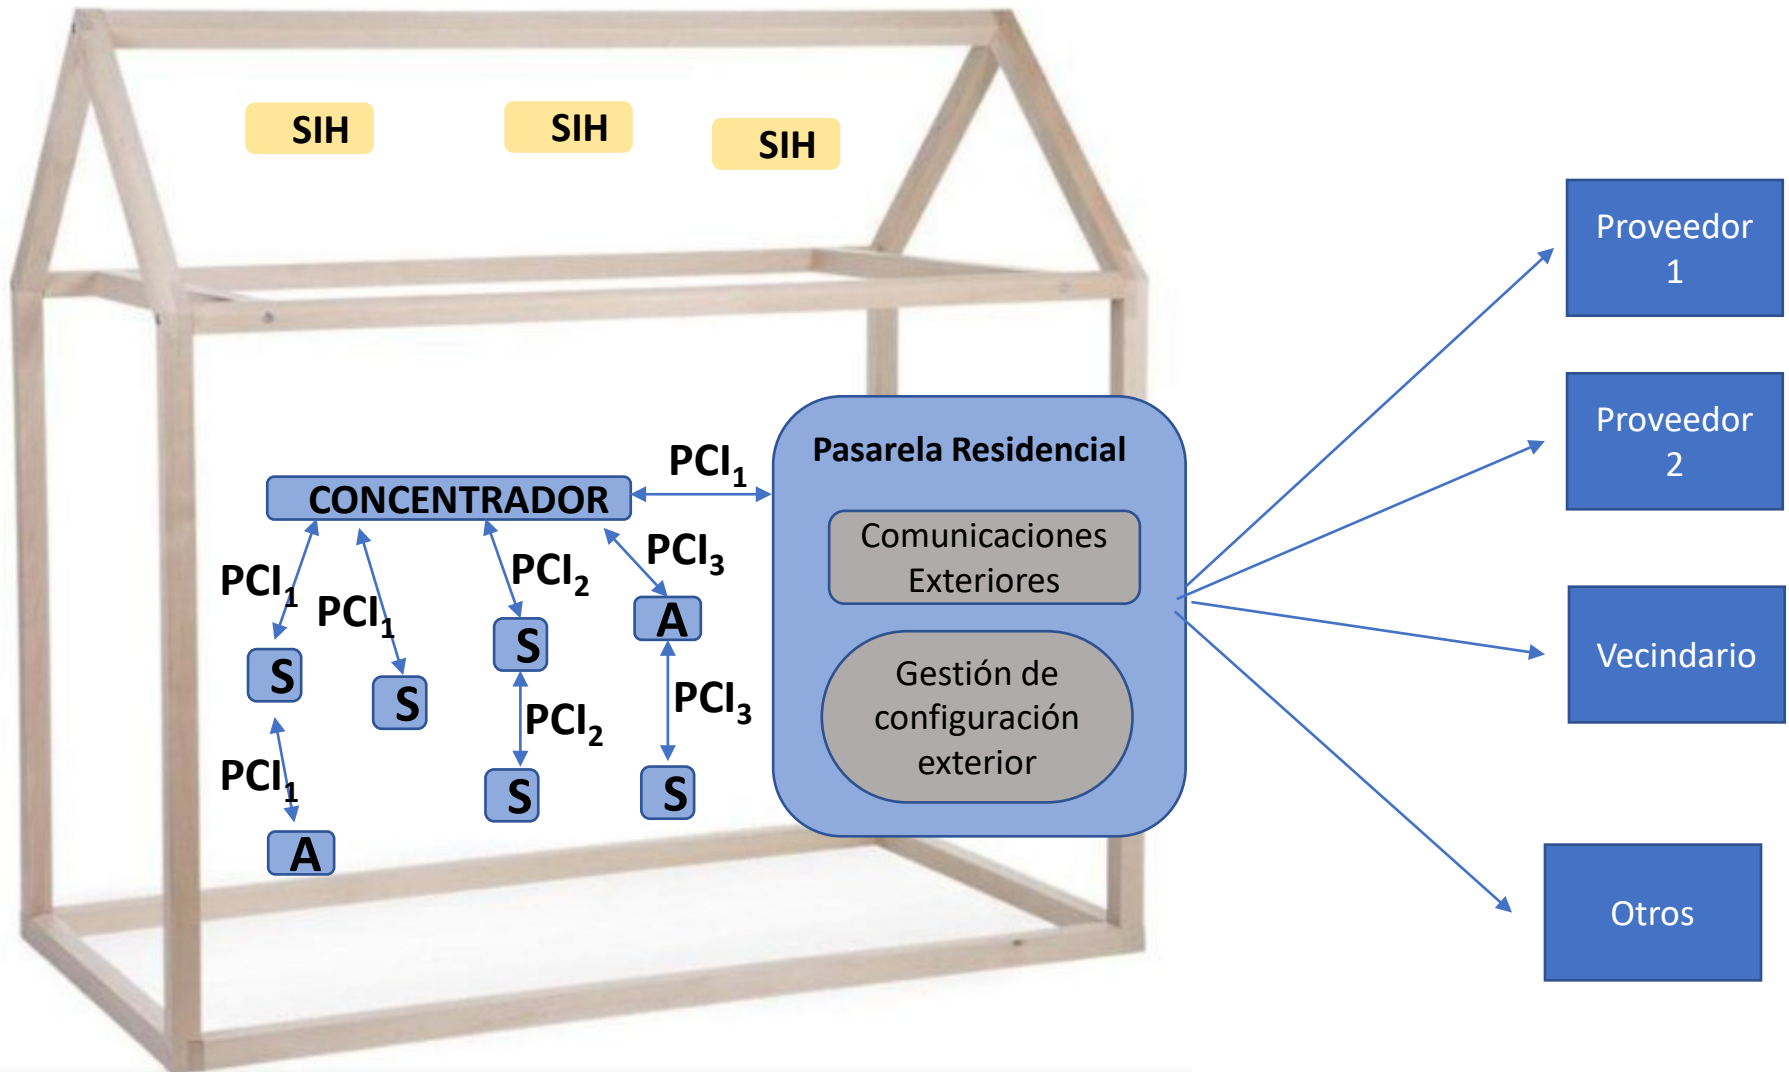 SIH
SIH
SIH
Proveedor
1
Proveedor
2
Vecindario
Otros
Pasarela Residencial
Comunicaciones
Exteriores
Gestión de
configuración
exterior
PCI₁
CONCENTRADOR
PCI₁
PCI₁
PCI₂
PCI₃
S
S
S
A
PCI₁
PCI₂
PCI₃
A
S
S